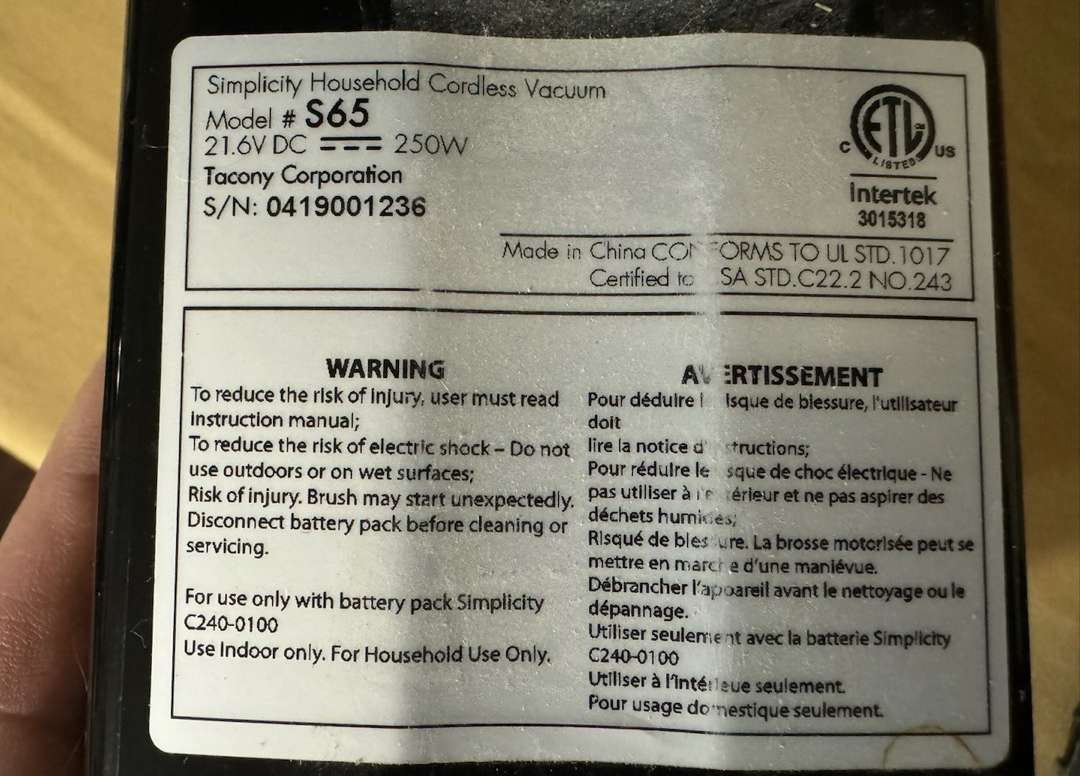 Simplicity Household Cordless Vacuum
Model # S65
21.6V DC 250W
Tacony Corporation
S/N: 0419001236
C ETL US
LISTED
Intertek
3015318
Made in China
TO UL STD.1017
Certified STD.C22.2 NO.243
WARNING
To reduce the risk of injury, user must read
instruction manual;
To reduce the risk of electric shock – Do not
use outdoors or on wet surfaces;
Risk of injury. Brush may start unexpectedly.
Disconnect battery pack before cleaning or
servicing.
For use only with battery pack Simplicity
C240-0100
Use Indoor only. For Household Use Only.
Pour déduire de blessure, l'utilisateur
doit
lire la notice
Pour réduire le de choc électrique - Ne
pas utiliser à et ne pas aspirer des
déchets
Risqué de La brosse motorisée peut se
mettre en d'une maniévue.
Débrancher l'appareil avant le nettoyage ou le
dépannage.
Utiliser seulement avec la batterie Simplicity
C240-0100
Utiliser à seulement.
Pour usage domestique seulement.